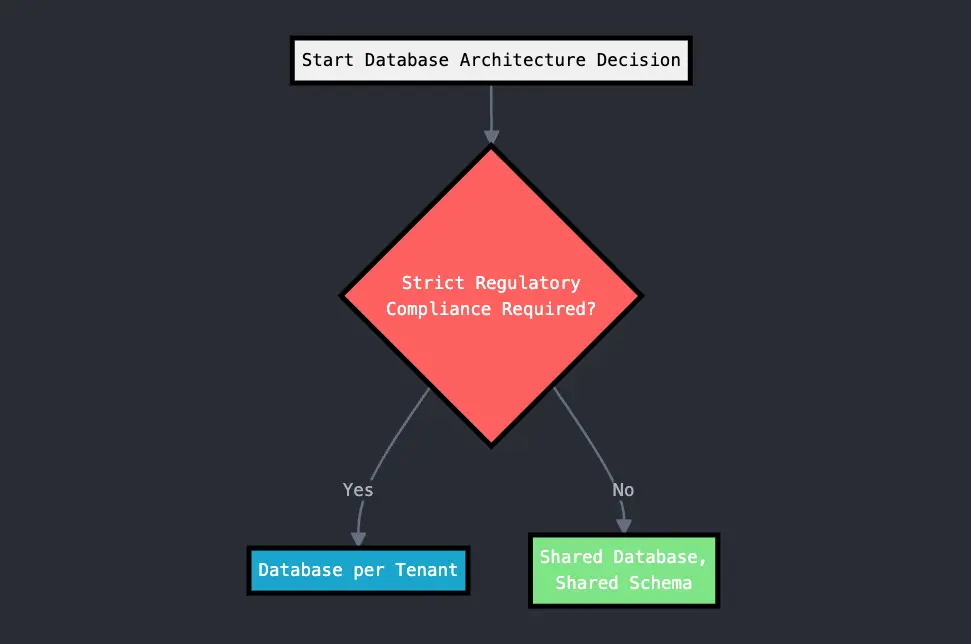 Start Database Architecture Decision
Strict Regulatory
Compliance Required?
Yes
No
Database per Tenant
Shared Database,
Shared Schema